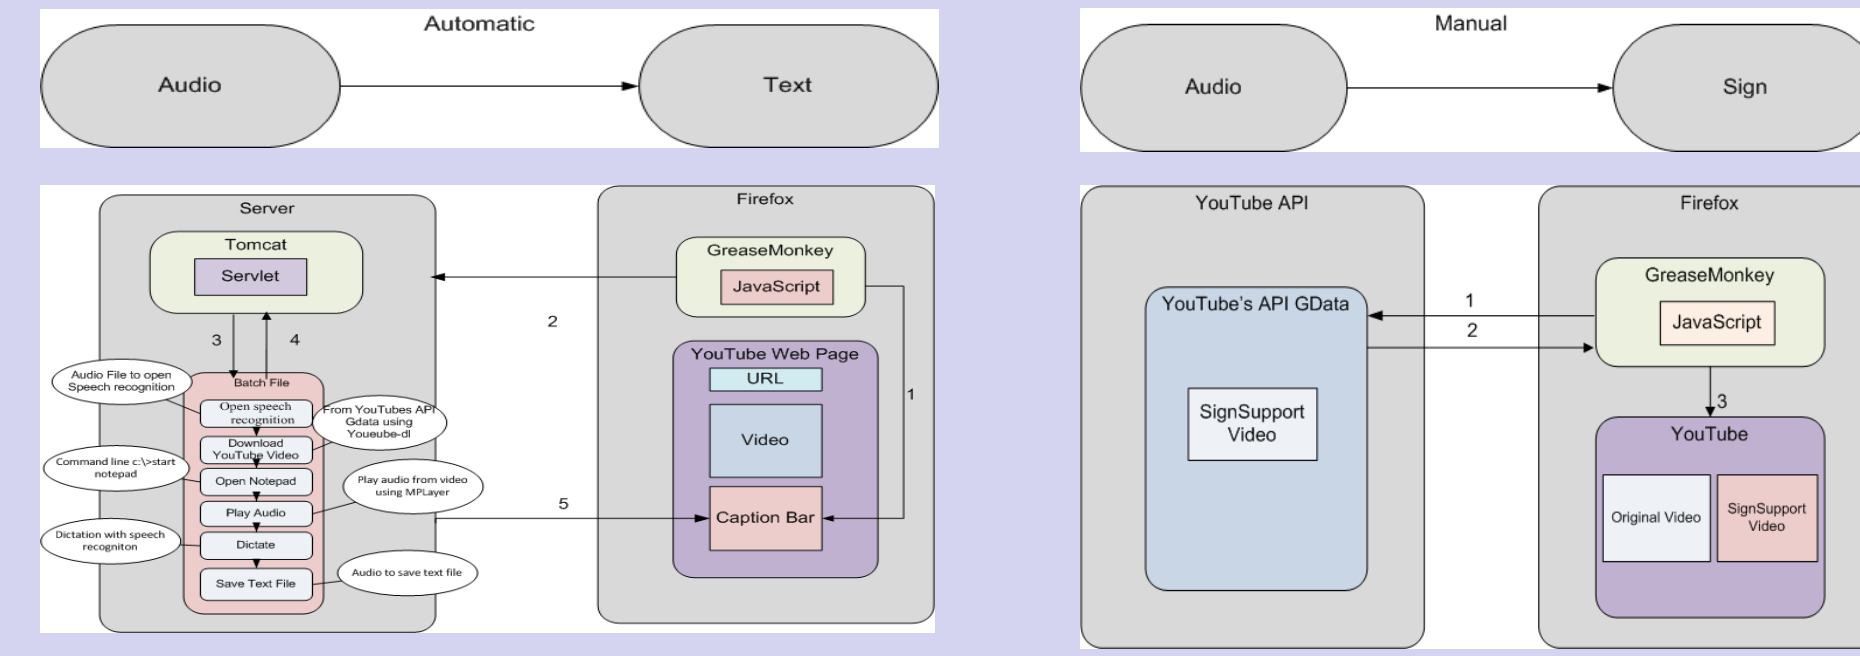 Automatic
Audio
Text
Server
Tomcat
Servlet
3
4
Batch File
Audio File to open
Speech recognition
Open speech
recognition
From YouTubes API
Gdata using
Youeube-dl
Download
YouTube Video
Command line c:\>start
notepad
Open Notepad
Play audio from video
using MPLayer
Play Audio
Dictation with speech
recogniton
Dictate
Audio to save text file
Save Text File
2
5
Firefox
GreaseMonkey
JavaScript
1
YouTube Web Page
URL
Video
Caption Bar
Manual
Audio
Sign
YouTube API
YouTube's API GData
SignSupport
Video
1
2
Firefox
GreaseMonkey
JavaScript
3
YouTube
Original Video
SignSupport
Video